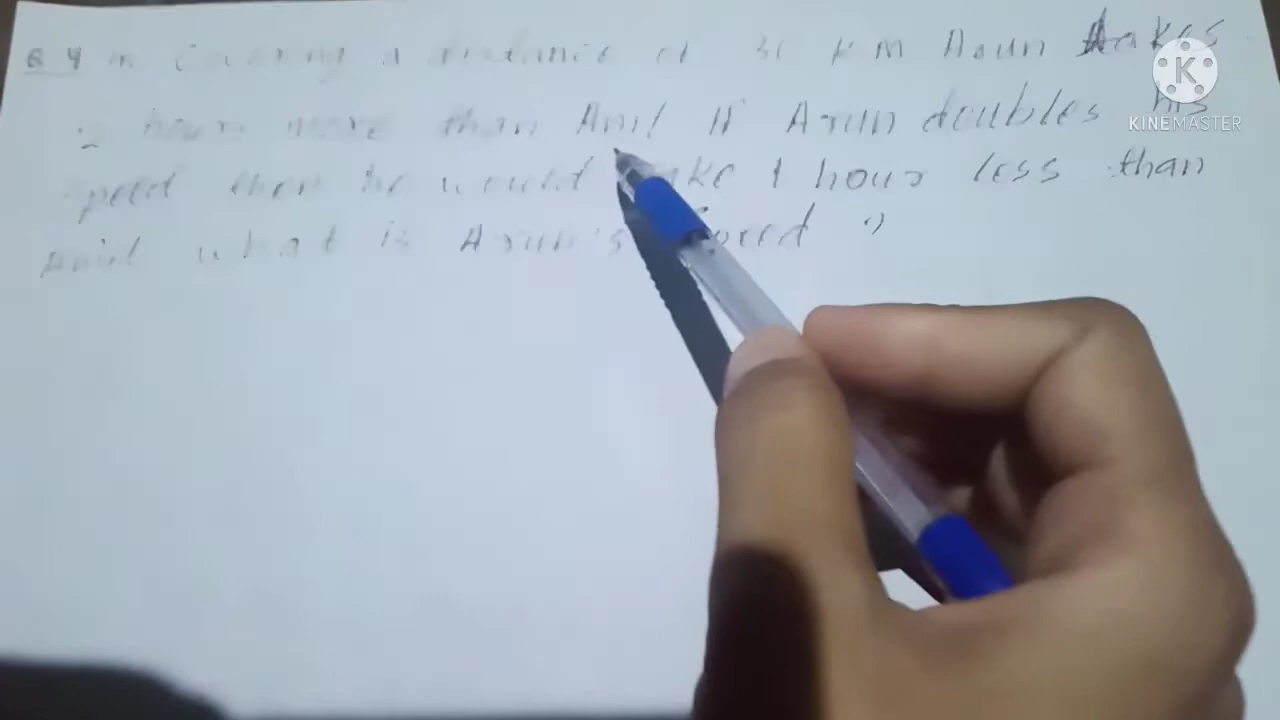 Q 4 in Covering a distance of 30 KM Arun takes
2 hours more than Anil If Arun doubles his
speed then he would take 1 hour less than
Anil what is Arun's speed ?
KINEMASTER